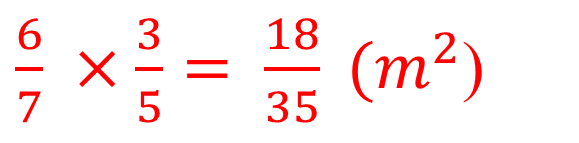 6/7 × 3/5 = 18/35 (m²)